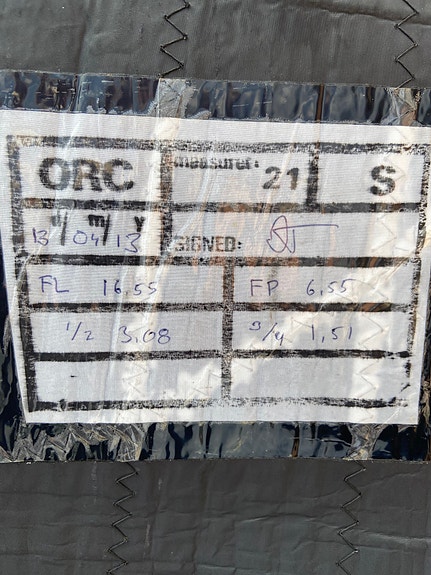 ORC measurer: 21 S
d/ m/ y
13 04 13 SIGNED:
FL 16.55 FP 6.55
1/2 3,08 3/4 1,51